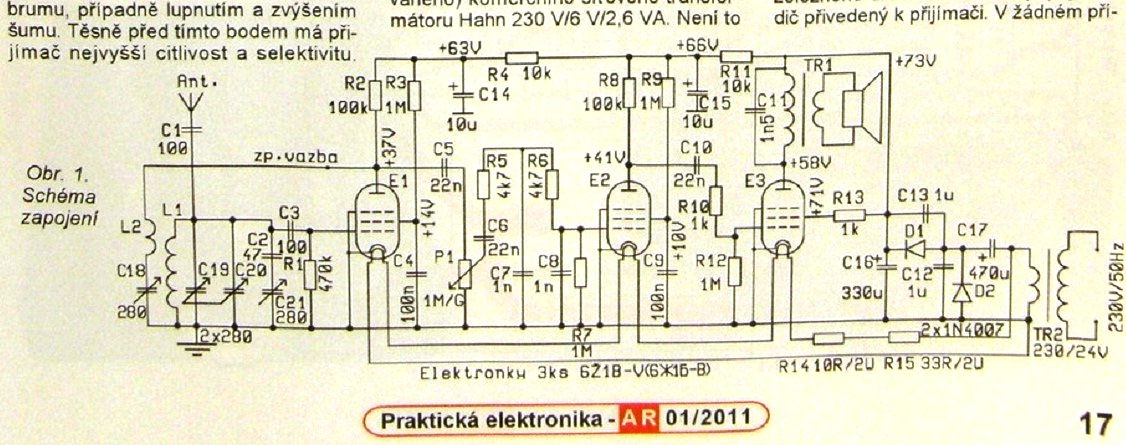 brumu, případně lupnutím a zvýšením
šumu. Těsně před tímto bodem má při-
jímač nejvyšší citlivost a selektivitu.
mátoru Hahn 230 V/6 V/2,6 VA. Není to
dič přivedený k přijímači. V žádném pří-
Obr. 1.
Schéma
zapojení
Ant.
C1
100
zp.vazba
L2
L1
C18
280
C19
C20
2x280
C2
47
C3
100
R1
470k
C21
280
R2
100k
R3
1M
+63V
+37V
E1
+14V
C4
100n
R4
10k
C14
10u
C5
22n
P1
1M/G
R5
4k7
R6
4k7
C6
22n
C7
1n
C8
1n
R7
1M
R8
100k
R9
1M
+66V
+41V
E2
+10V
C9
100n
C15
10u
C10
22n
R10
1k
R12
1M
R11
10k
C11
1n5
TR1
+73V
+58V
E3
+71V
R13
1k
C13 1u
D1
C16+
330u
C12
1u
C17
470u
D2
2x1N4007
TR2
230/24V
230V/50Hz
R14 10R/2W R15 33R/2W
Elektronky 3ks 6Ž1B-V(6Ж1Б-В)
Praktická elektronika - AR 01/2011
17